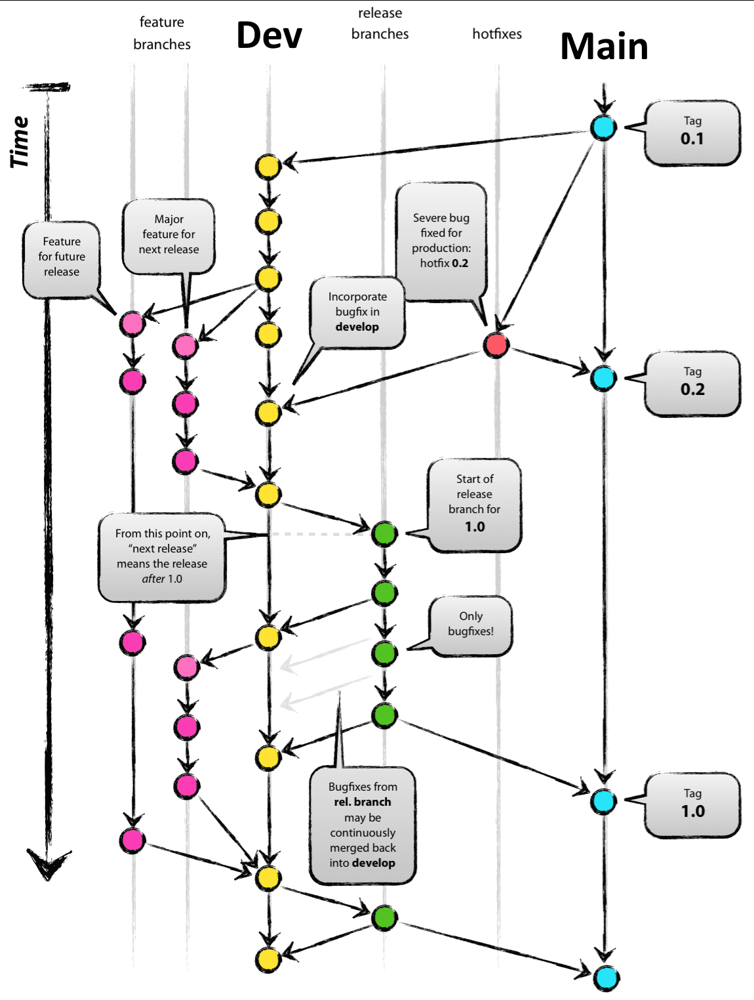 feature
branches
Dev
release
branches
hotfixes
Main
Time
Tag
0.1
Severe bug
fixed for
production:
hotfix 0.2
Major
feature for
next release
Feature
for future
release
Incorporate
bugfix in
develop
Tag
0.2
Start of
release
branch for
1.0
From this point on,
“next release”
means the release
after 1.0
Only
bugfixes!
Bugfixes from
rel. branch
may be
continuously
merged back
into develop
Tag
1.0